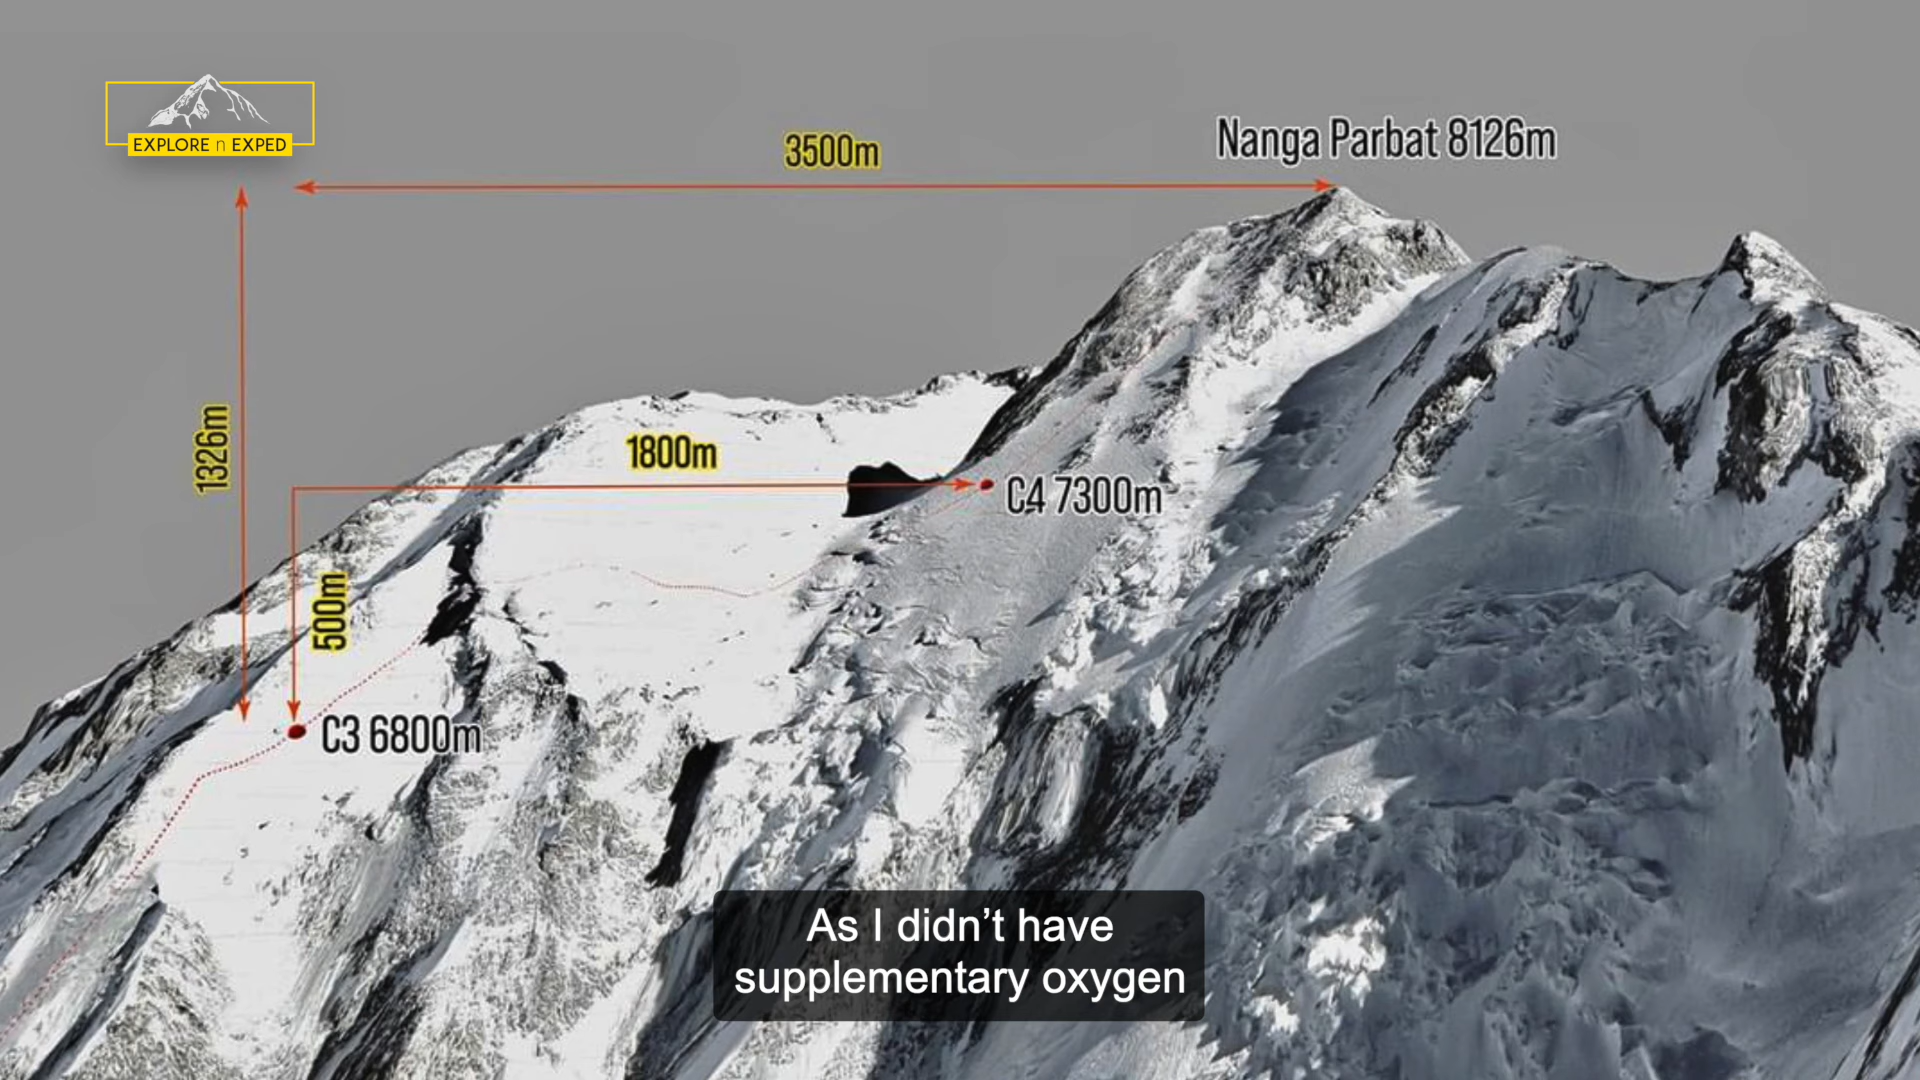 EXPLORE n EXPED
3500m
Nanga Parbat 8126m
1326m
1800m
C4 7300m
500m
C3 6800m
As I didn’t have
supplementary oxygen